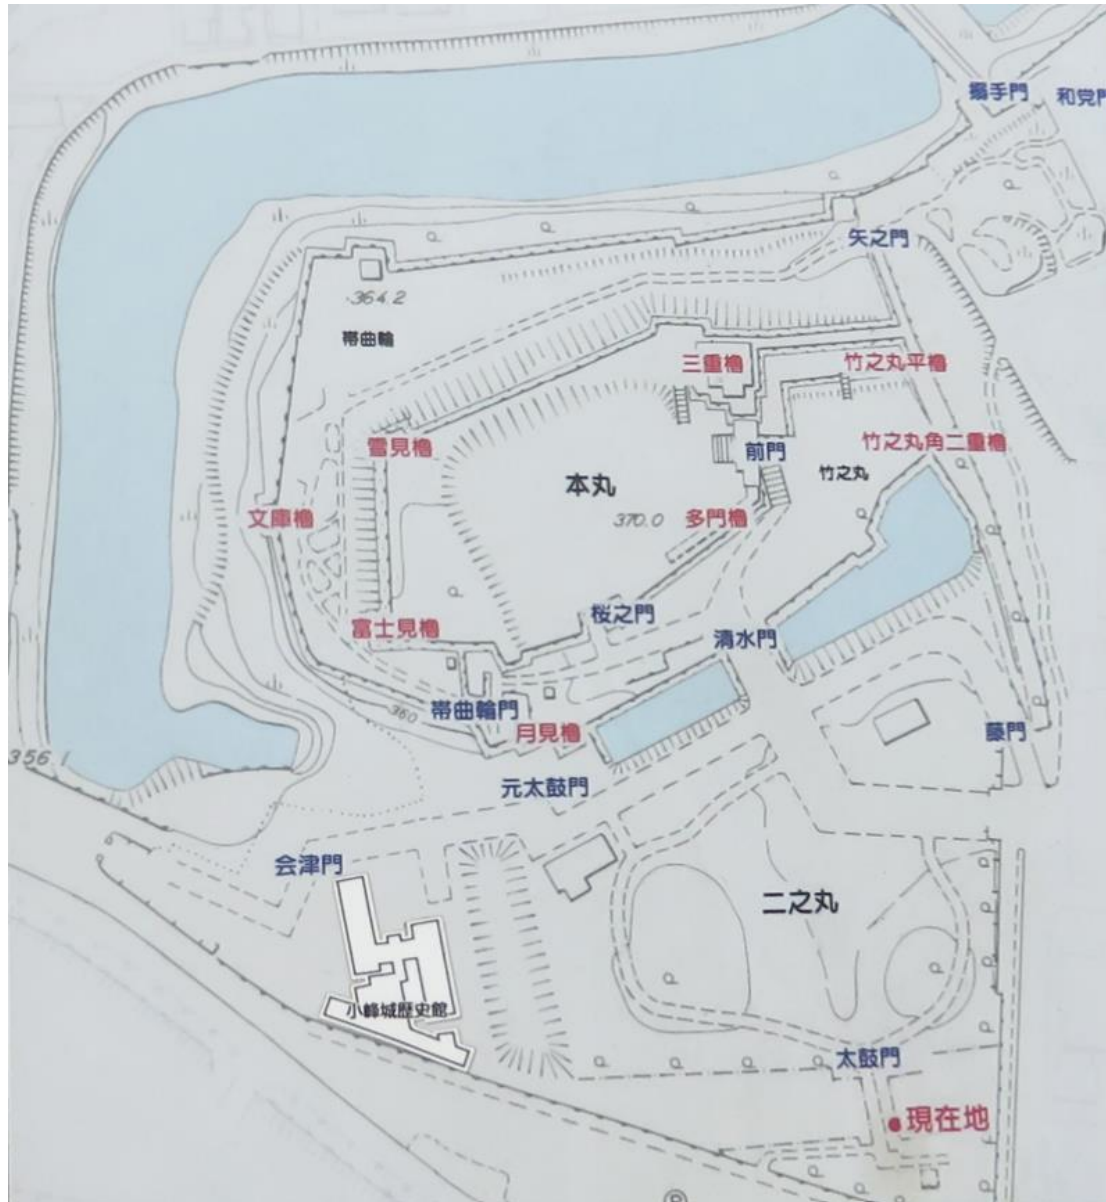 搦手門
和党門
矢之門
364.2
帯曲輪
三重櫓
竹之丸平櫓
雪見櫓
前門
竹之丸角二重櫓
竹之丸
本丸
文庫櫓
370.0
多門櫓
桜之門
富士見櫓
清水門
帯曲輪門
360
月見櫓
藤門
356
元太鼓門
会津門
二之丸
小峰城歴史館
太鼓門
現在地